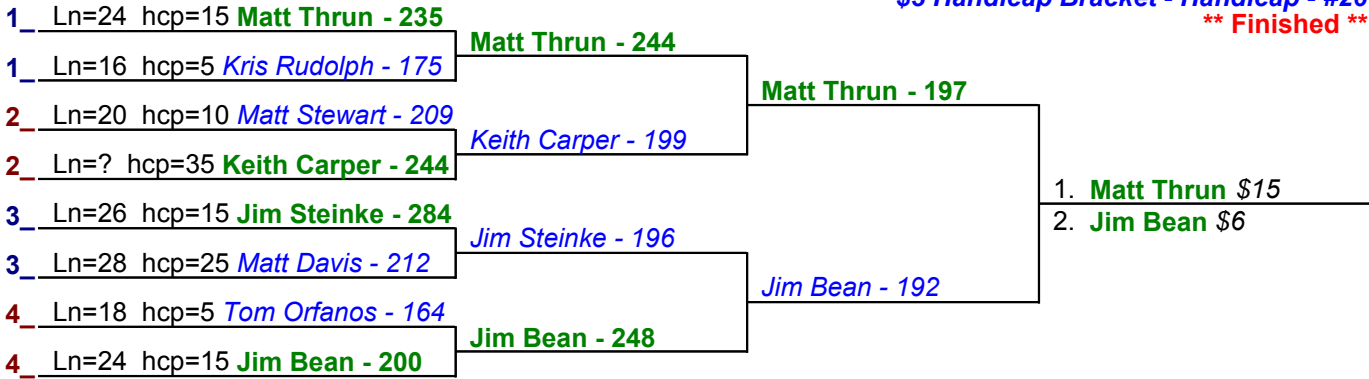 $3 Handicap Bracket - Handicap - #20
** Finished **
1_ Ln=24 hcp=15 Matt Thrun - 235
1_ Ln=16 hcp=5 Kris Rudolph - 175
2_ Ln=20 hcp=10 Matt Stewart - 209
2_ Ln=? hcp=35 Keith Carper - 244
3_ Ln=26 hcp=15 Jim Steinke - 284
3_ Ln=28 hcp=25 Matt Davis - 212
4_ Ln=18 hcp=5 Tom Orfanos - 164
4_ Ln=24 hcp=15 Jim Bean - 200
Matt Thrun - 244
Keith Carper - 199
Jim Steinke - 196
Jim Bean - 248
Matt Thrun - 197
Jim Bean - 192
1. Matt Thrun $15
2. Jim Bean $6